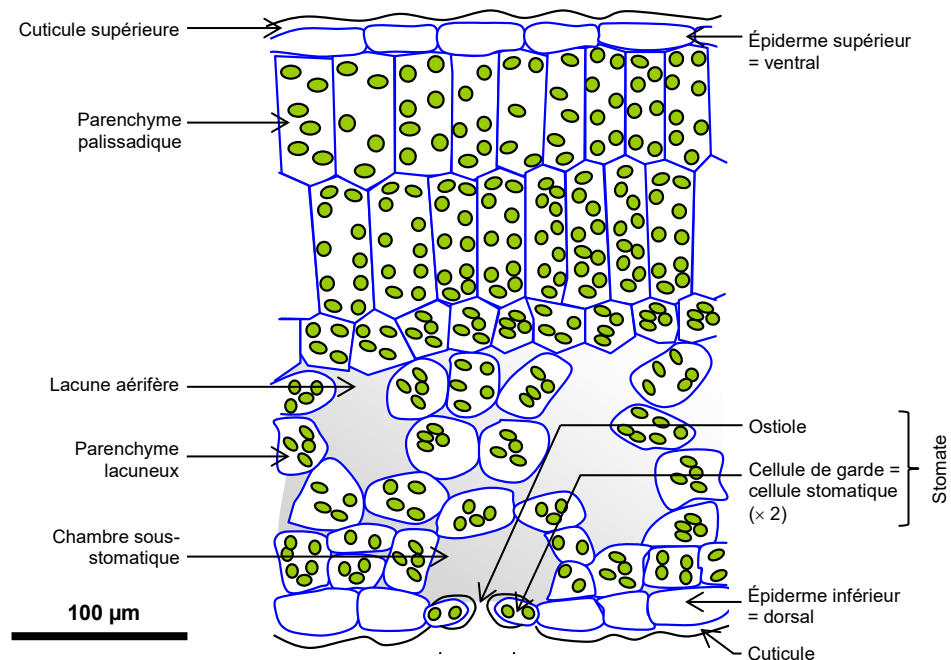 Cuticule supérieure
Épiderme supérieur
= ventral
Parenchyme
palissadique
Lacune aérifère
Parenchyme
lacuneux
Chambre sous-
stomatique
100 µm
Ostiole
Cellule de garde =
cellule stomatique
(× 2)
Stomate
Épiderme inférieur
= dorsal
Cuticule